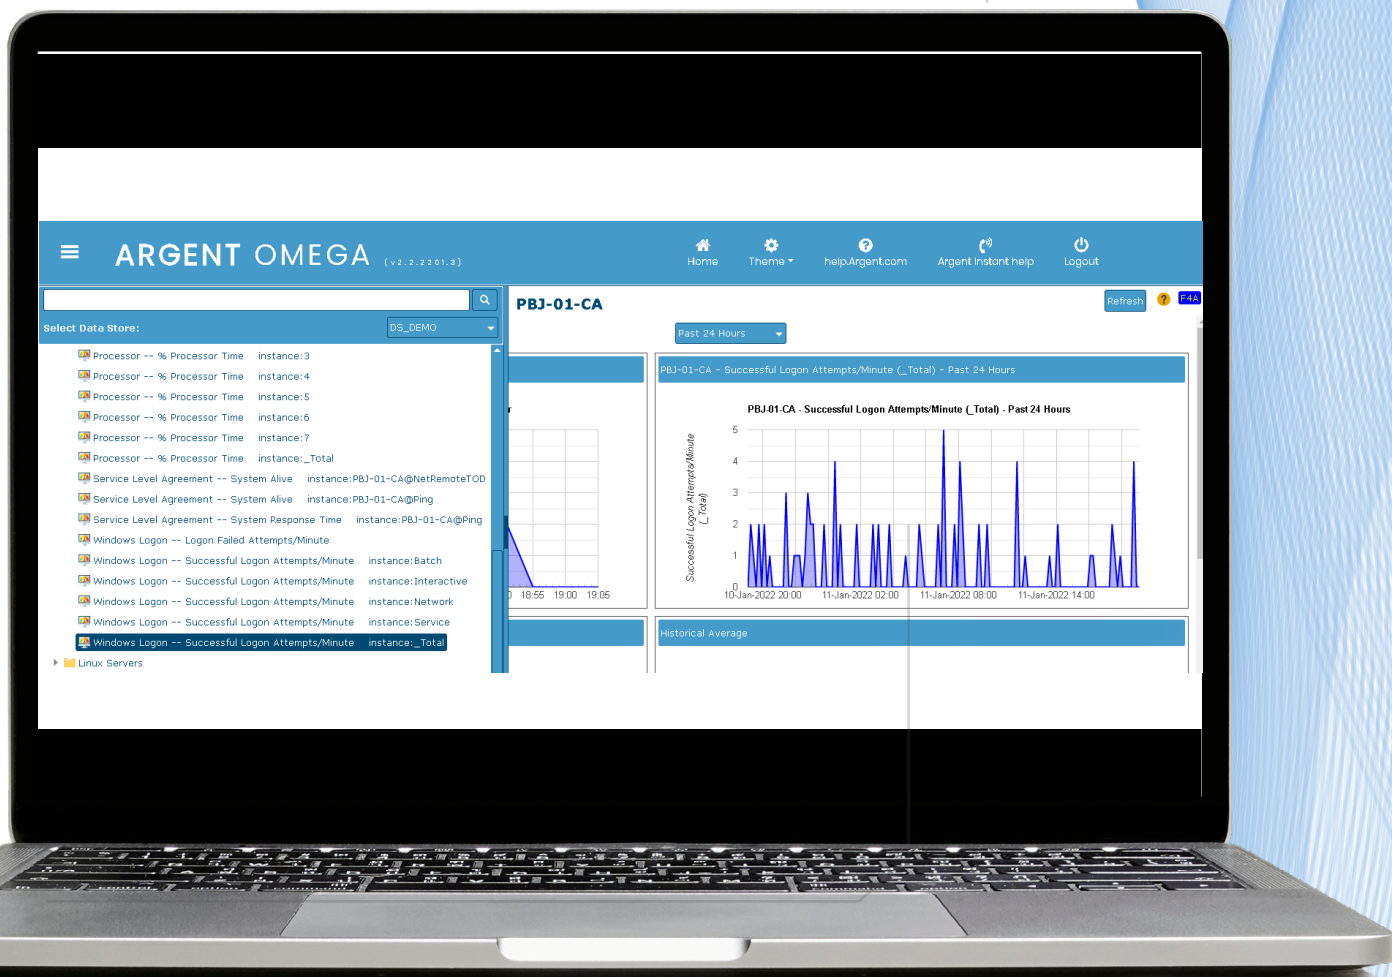 ARGENT OMEGA (v2.2.2201.3)
Home
Theme
help.Argent.com
Argent Instant help
Logout
Select Data Store:
DS_DEMO
Processor -- % Processor Time instance:3
Processor -- % Processor Time instance:4
Processor -- % Processor Time instance:5
Processor -- % Processor Time instance:6
Processor -- % Processor Time instance:7
Processor -- % Processor Time instance:_Total
Service Level Agreement -- System Alive instance:PBJ-01-CA@NetRemoteTOD
Service Level Agreement -- System Alive instance:PBJ-01-CA@Ping
Service Level Agreement -- System Response Time instance:PBJ-01-CA@Ping
Windows Logon -- Logon Failed Attempts/Minute
Windows Logon -- Successful Logon Attempts/Minute instance:Batch
Windows Logon -- Successful Logon Attempts/Minute instance:Interactive
Windows Logon -- Successful Logon Attempts/Minute instance:Network
Windows Logon -- Successful Logon Attempts/Minute instance:Service
Windows Logon -- Successful Logon Attempts/Minute instance:_Total
Linux Servers
PBJ-01-CA
Refresh
?
F4A
Past 24 Hours
18:55 19:00 19:05
PBJ-01-CA - Successful Logon Attempts/Minute (_Total) - Past 24 Hours
PBJ-01-CA - Successful Logon Attempts/Minute (_Total) - Past 24 Hours
Successful Logon Attempts/Minute
(_Total)
5
4
3
2
1
0
10-Jan-2022 20:00 11-Jan-2022 02:00 11-Jan-2022 08:00 11-Jan-2022 14:00
Historical Average